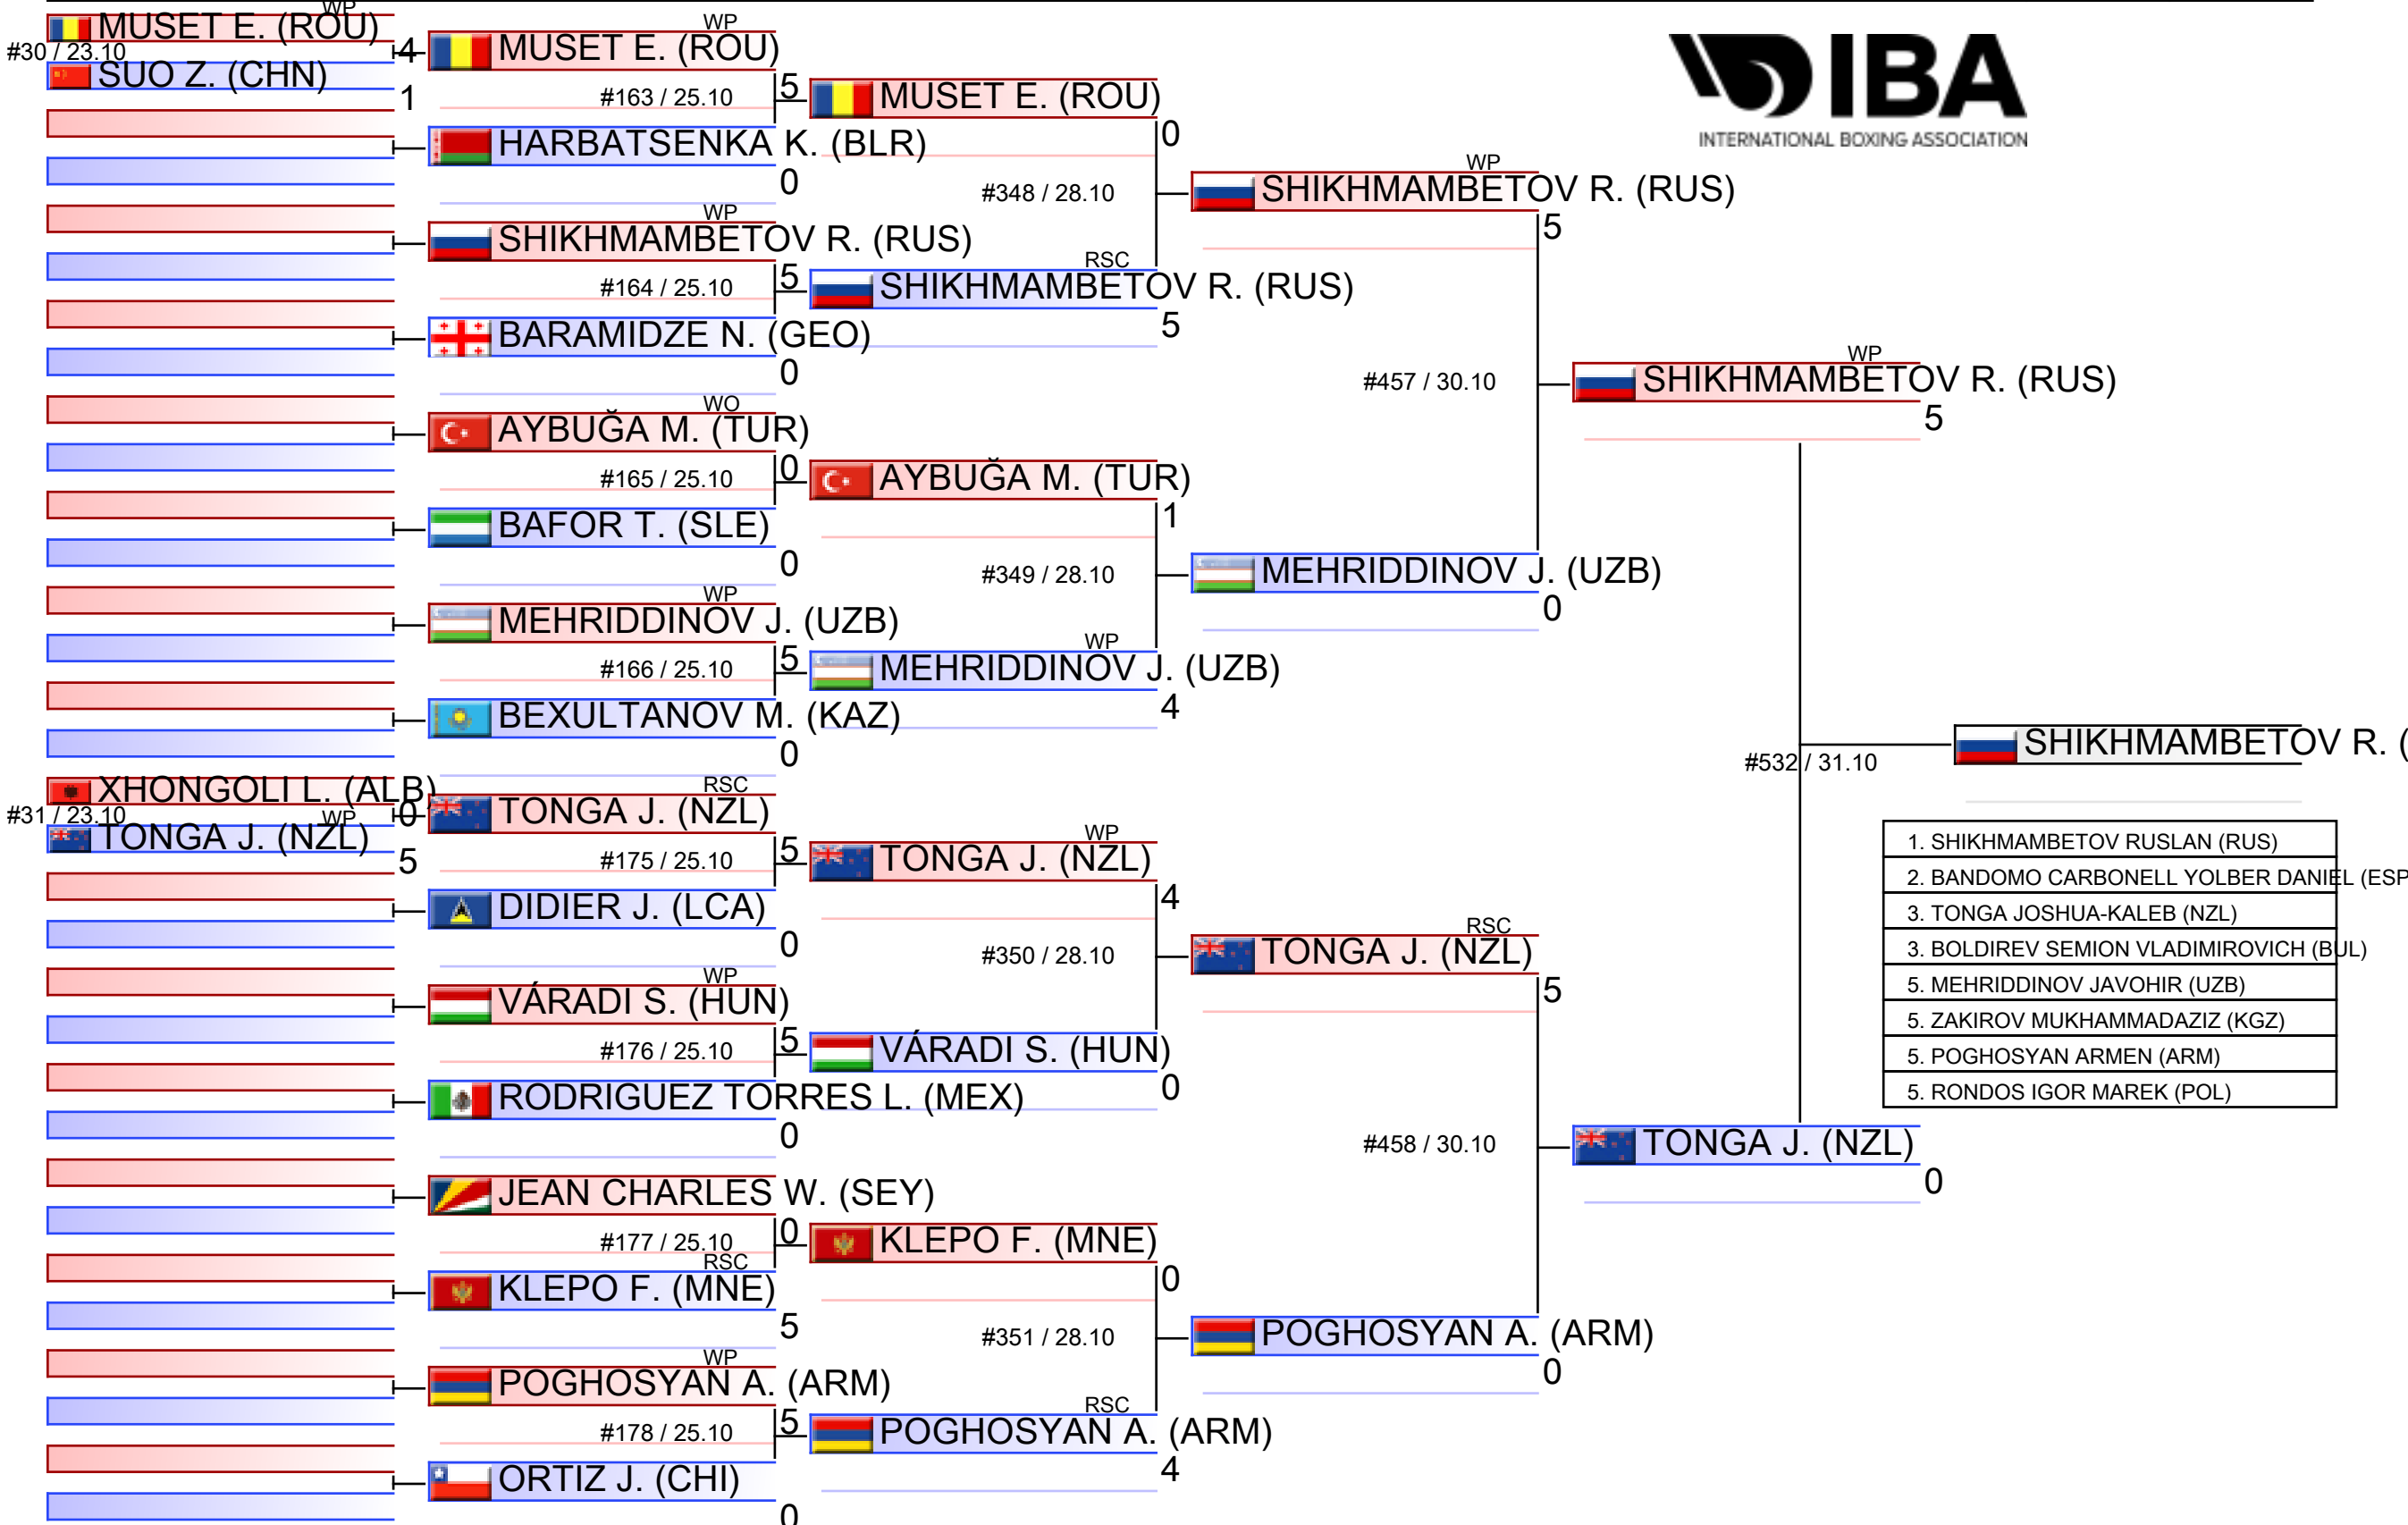 WP
MUSET E. (ROU)
#30 / 23.10
4
SUO Z. (CHN)
1
XHONGOLI L. (ALB)
#31 / 23.10
0
WP
TONGA J. (NZL)
5
WP
MUSET E. (ROU)
5
#163 / 25.10
HARBATSENKA K. (BLR)
0
WP
SHIKHMAMBETOV R. (RUS)
5
#164 / 25.10
BARAMIDZE N. (GEO)
0
WO
AYBUĞA M. (TUR)
0
#165 / 25.10
BAFOR T. (SLE)
0
WP
MEHRIDDINOV J. (UZB)
5
#166 / 25.10
BEXULTANOV M. (KAZ)
0
RSC
TONGA J. (NZL)
5
#175 / 25.10
DIDIER J. (LCA)
0
WP
VÁRADI S. (HUN)
5
#176 / 25.10
RODRIGUEZ TORRES L. (MEX)
0
JEAN CHARLES W. (SEY)
0
#177 / 25.10
RSC
KLEPO F. (MNE)
5
WP
POGHOSYAN A. (ARM)
5
#178 / 25.10
ORTIZ J. (CHI)
0
MUSET E. (ROU)
0
#348 / 28.10
RSC
SHIKHMAMBETOV R. (RUS)
5
AYBUĞA M. (TUR)
1
#349 / 28.10
WP
MEHRIDDINOV J. (UZB)
4
WP
TONGA J. (NZL)
4
#350 / 28.10
VÁRADI S. (HUN)
0
KLEPO F. (MNE)
0
#351 / 28.10
RSC
POGHOSYAN A. (ARM)
4
WP
SHIKHMAMBETOV R. (RUS)
5
#457 / 30.10
MEHRIDDINOV J. (UZB)
0
RSC
TONGA J. (NZL)
5
#458 / 30.10
POGHOSYAN A. (ARM)
0
WP
SHIKHMAMBETOV R. (RUS)
5
#532 / 31.10
TONGA J. (NZL)
0
SHIKHMAMBETOV R. (
IBA
INTERNATIONAL BOXING ASSOCIATION
1. SHIKHMAMBETOV RUSLAN (RUS)
2. BANDOMO CARBONELL YOLBER DANIEL (ESP
3. TONGA JOSHUA-KALEB (NZL)
3. BOLDIREV SEMION VLADIMIROVICH (BUL)
5. MEHRIDDINOV JAVOHIR (UZB)
5. ZAKIROV MUKHAMMADAZIZ (KGZ)
5. POGHOSYAN ARMEN (ARM)
5. RONDOS IGOR MAREK (POL)